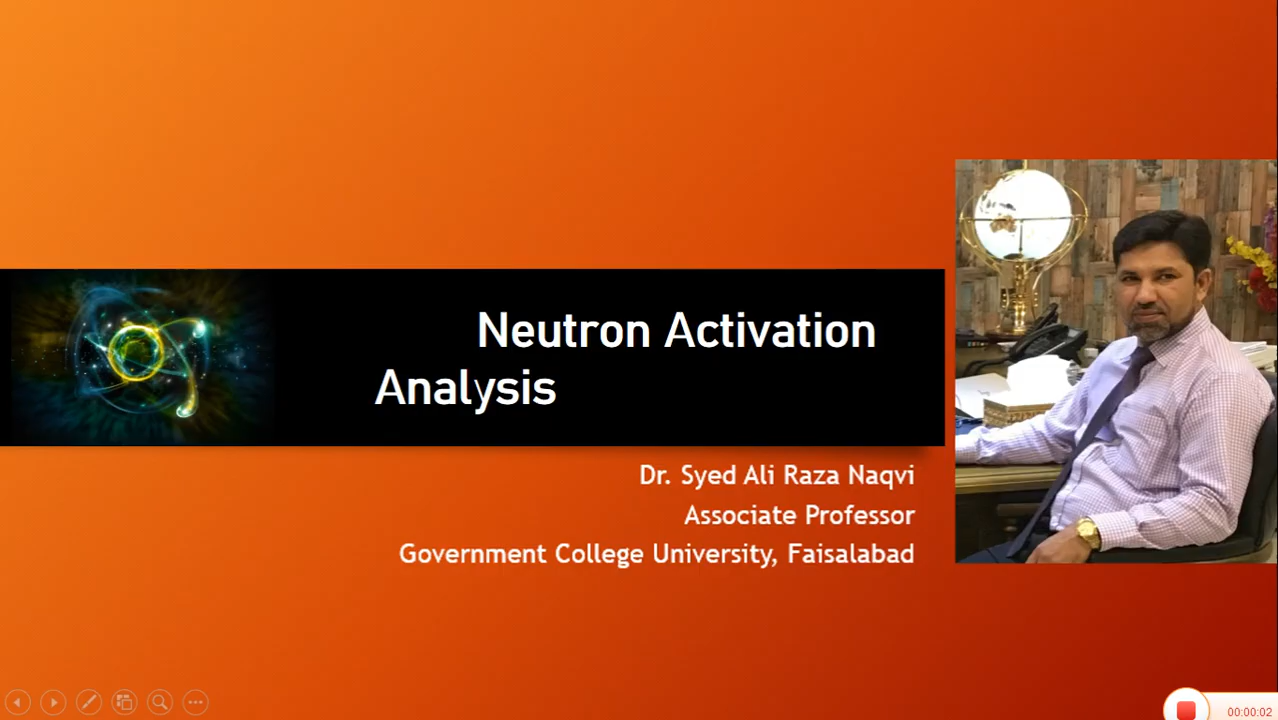 Neutron Activation
Analysis
Dr. Syed Ali Raza Naqvi
Associate Professor
Government College University, Faisalabad
00:00:02